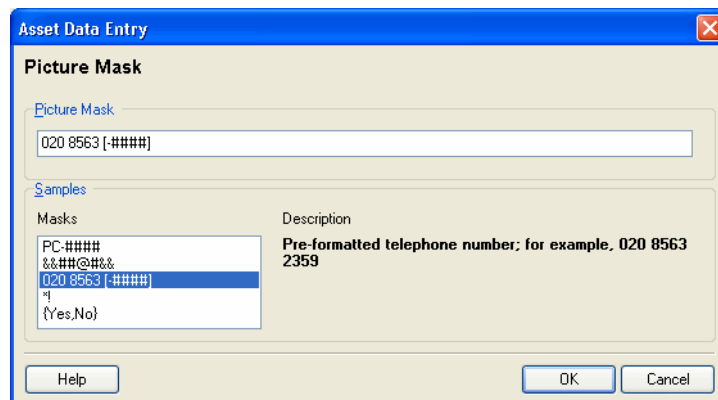 Asset Data Entry
Picture Mask
Picture Mask
020 8563 [-####]
Samples
Masks
Description
PC-####
&&##@#&&
020 8563 [-####]
*!
{Yes,No}
Pre-formatted telephone number; for example, 020 8563
2359
Help
OK
Cancel